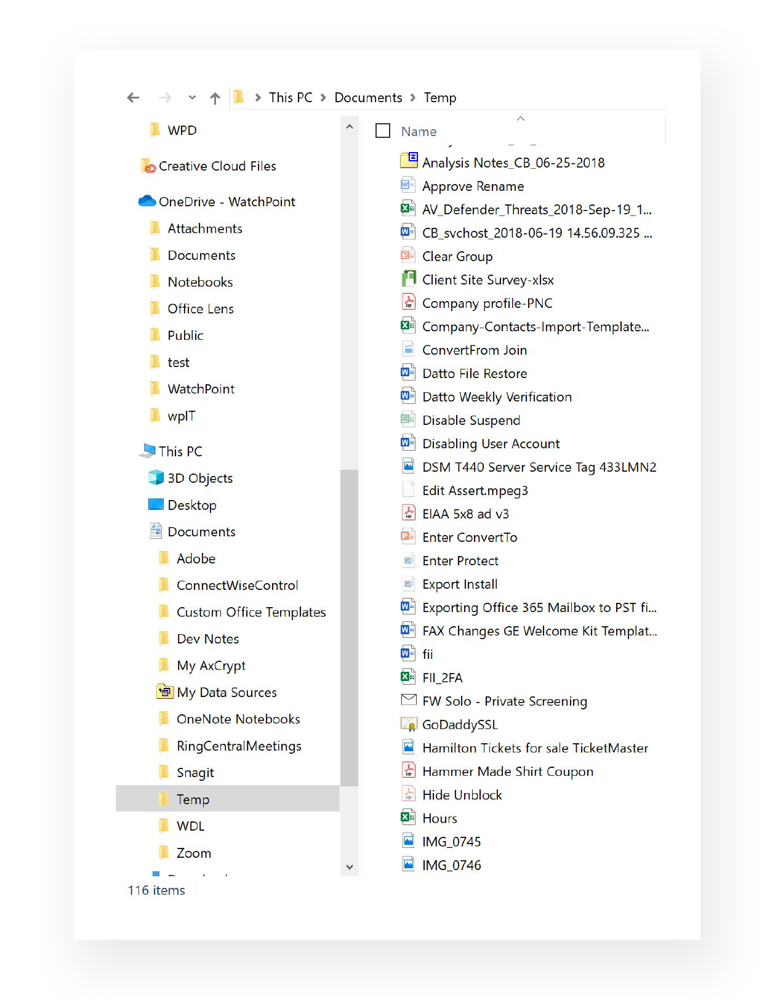 This PC > Documents > Temp
WPD
Creative Cloud Files
OneDrive - WatchPoint
Attachments
Documents
Notebooks
Office Lens
Public
test
WatchPoint
wpIT
This PC
3D Objects
Desktop
Documents
Adobe
ConnectWiseControl
Custom Office Templates
Dev Notes
My AxCrypt
My Data Sources
OneNote Notebooks
RingCentralMeetings
Snagit
Temp
WDL
Zoom
116 items
Name
Analysis Notes_CB_06-25-2018
Approve Rename
AV_Defender_Threats_2018-Sep-19_1...
CB_svchost_2018-06-19 14.56.09.325 ...
Clear Group
Client Site Survey-xlsx
Company profile-PNC
Company-Contacts-Import-Template...
ConvertFrom Join
Datto File Restore
Datto Weekly Verification
Disable Suspend
Disabling User Account
DSM T440 Server Service Tag 433LMN2
Edit Assert.mpeg3
EIAA 5x8 ad v3
Enter ConvertTo
Enter Protect
Export Install
Exporting Office 365 Mailbox to PST fi...
FAX Changes GE Welcome Kit Templat...
fii
FII_2FA
FW Solo - Private Screening
GoDaddySSL
Hamilton Tickets for sale TicketMaster
Hammer Made Shirt Coupon
Hide Unblock
Hours
IMG_0745
IMG_0746